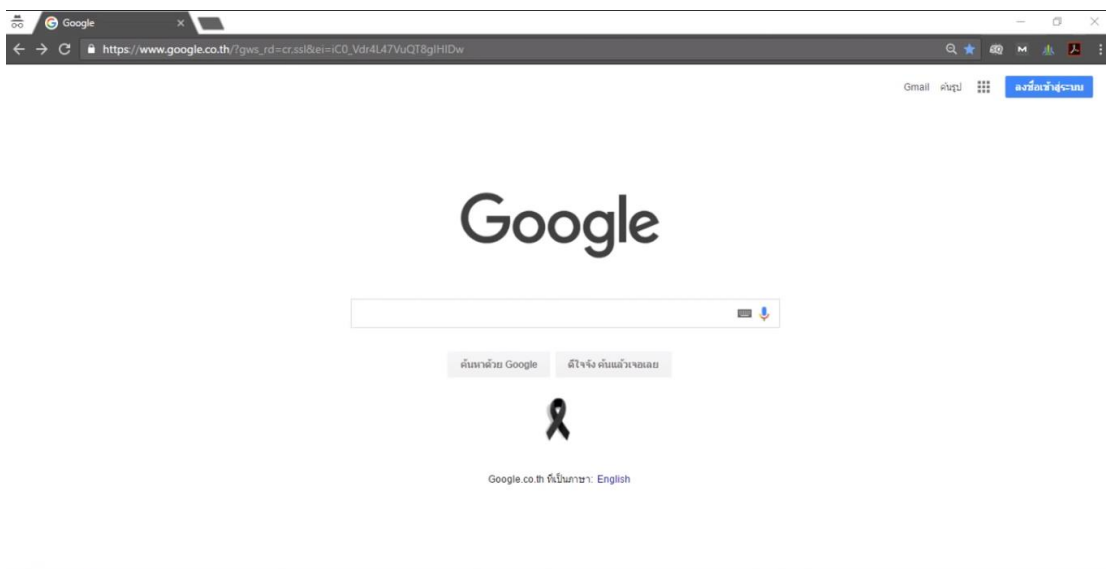 Google
https://www.google.co.th/?gws_rd=cr,ssl&ei=iC0_Vdr4L47VuQT8gIHIDw
Gmail ค้นรูป ลงชื่อเข้าสู่ระบบ
Google
ค้นหาด้วย Google ดีใจจัง ค้นแล้วเจอเลย
Google.co.th ที่เป็นภาษา: English